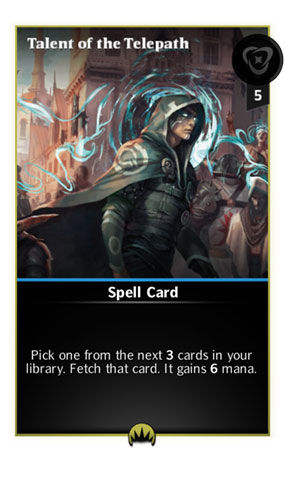 Talent of the Telepath
5
Spell Card
Pick one from the next 3 cards in your
library. Fetch that card. It gains 6 mana.